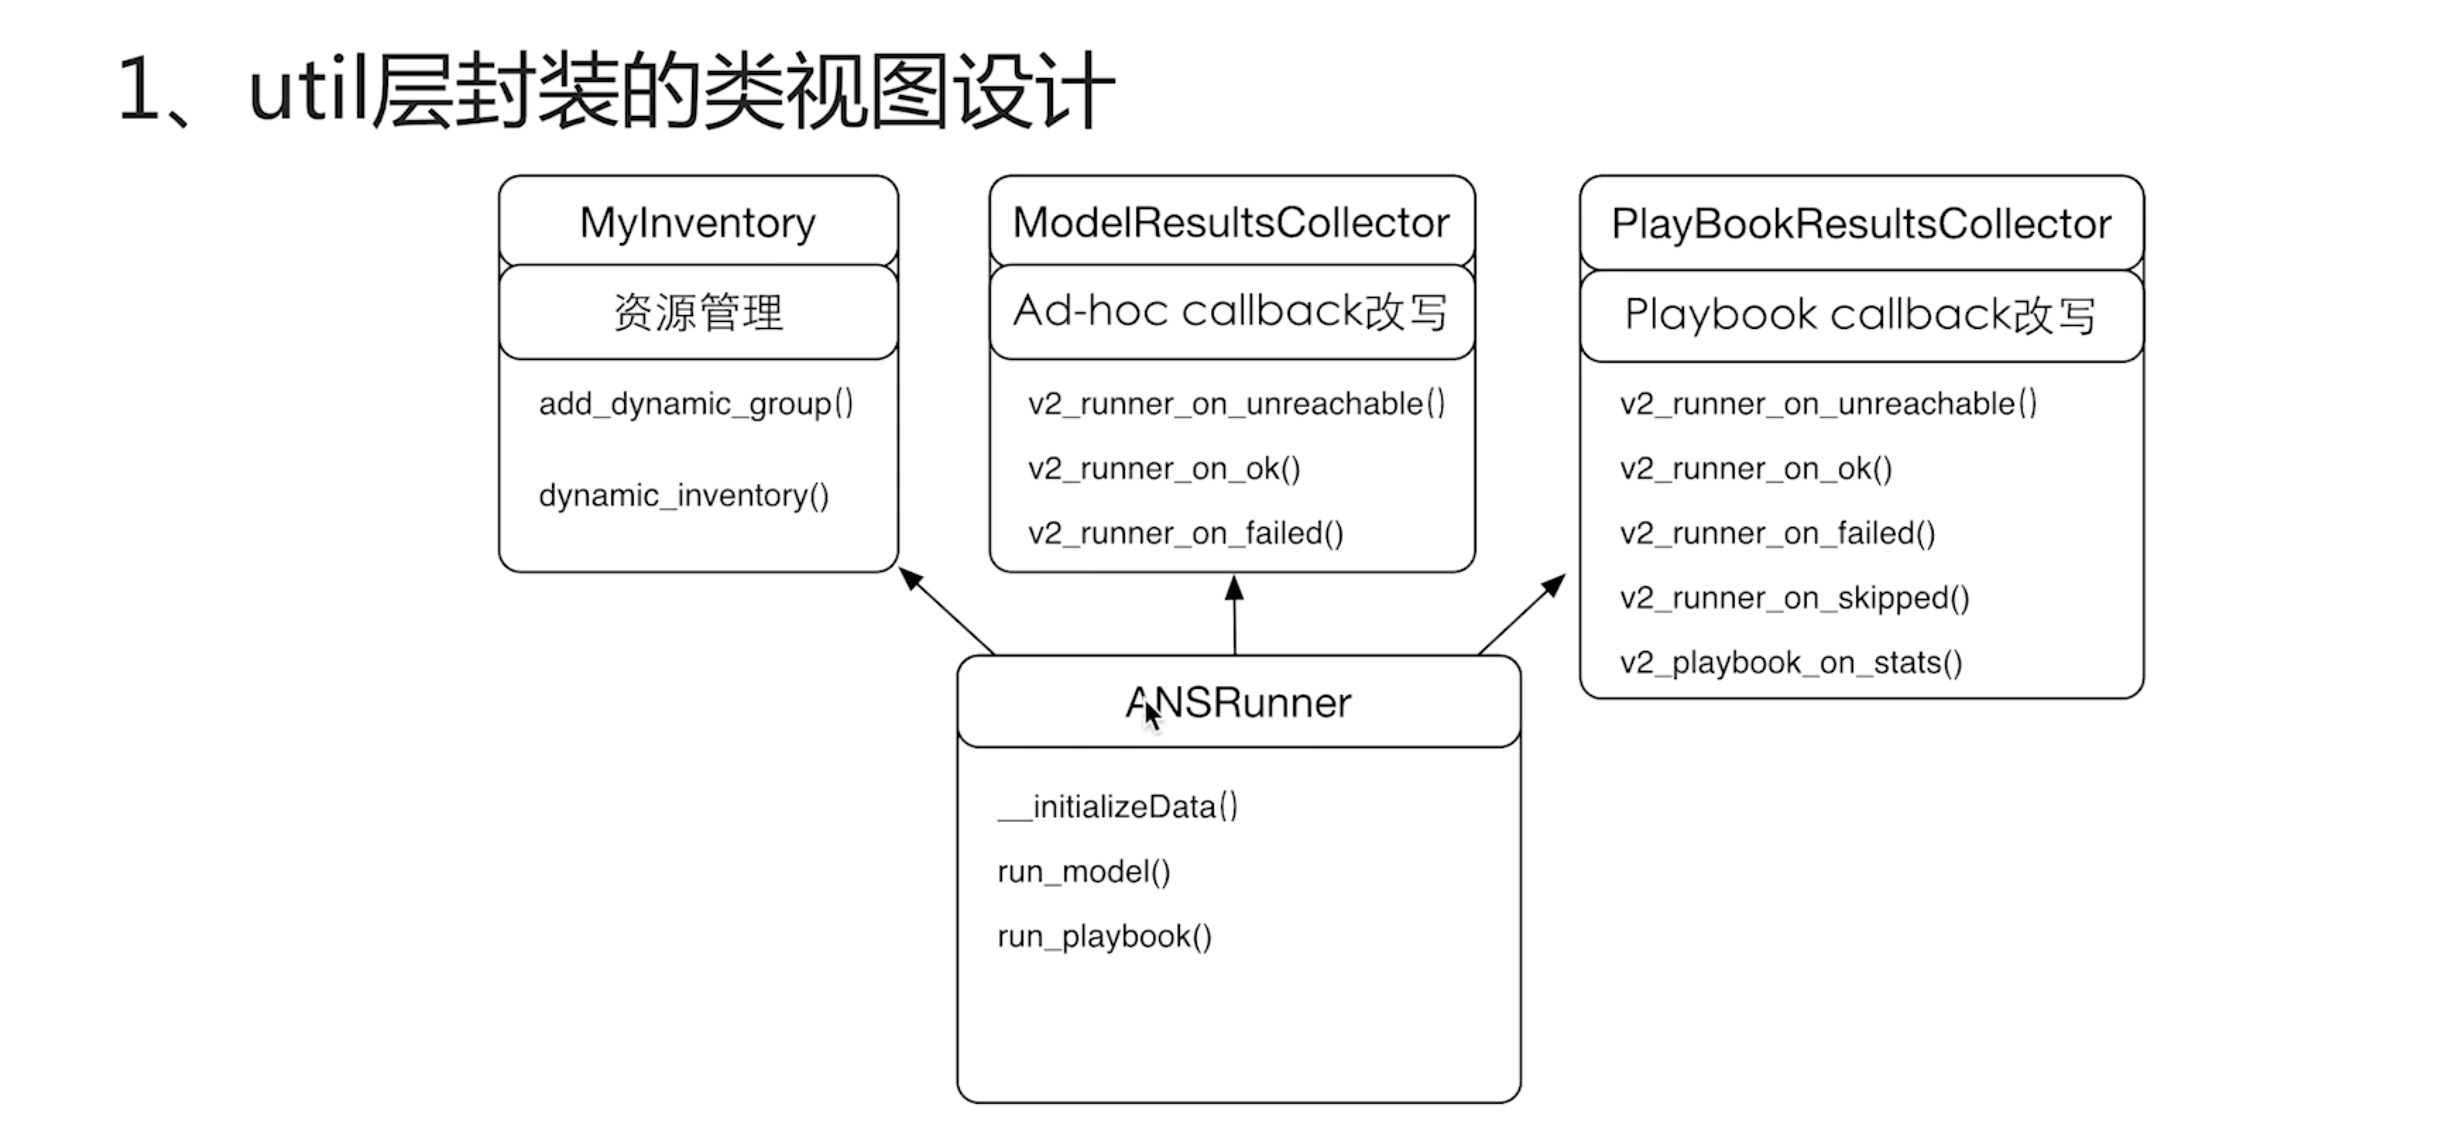 1、util层封装的类视图设计
MyInventory
资源管理
add_dynamic_group()
dynamic_inventory()
ModelResultsCollector
Ad-hoc callback改写
v2_runner_on_unreachable()
v2_runner_on_ok()
v2_runner_on_failed()
PlayBookResultsCollector
Playbook callback改写
v2_runner_on_unreachable()
v2_runner_on_ok()
v2_runner_on_failed()
v2_runner_on_skipped()
v2_playbook_on_stats()
ANSRunner
__initializeData()
run_model()
run_playbook()